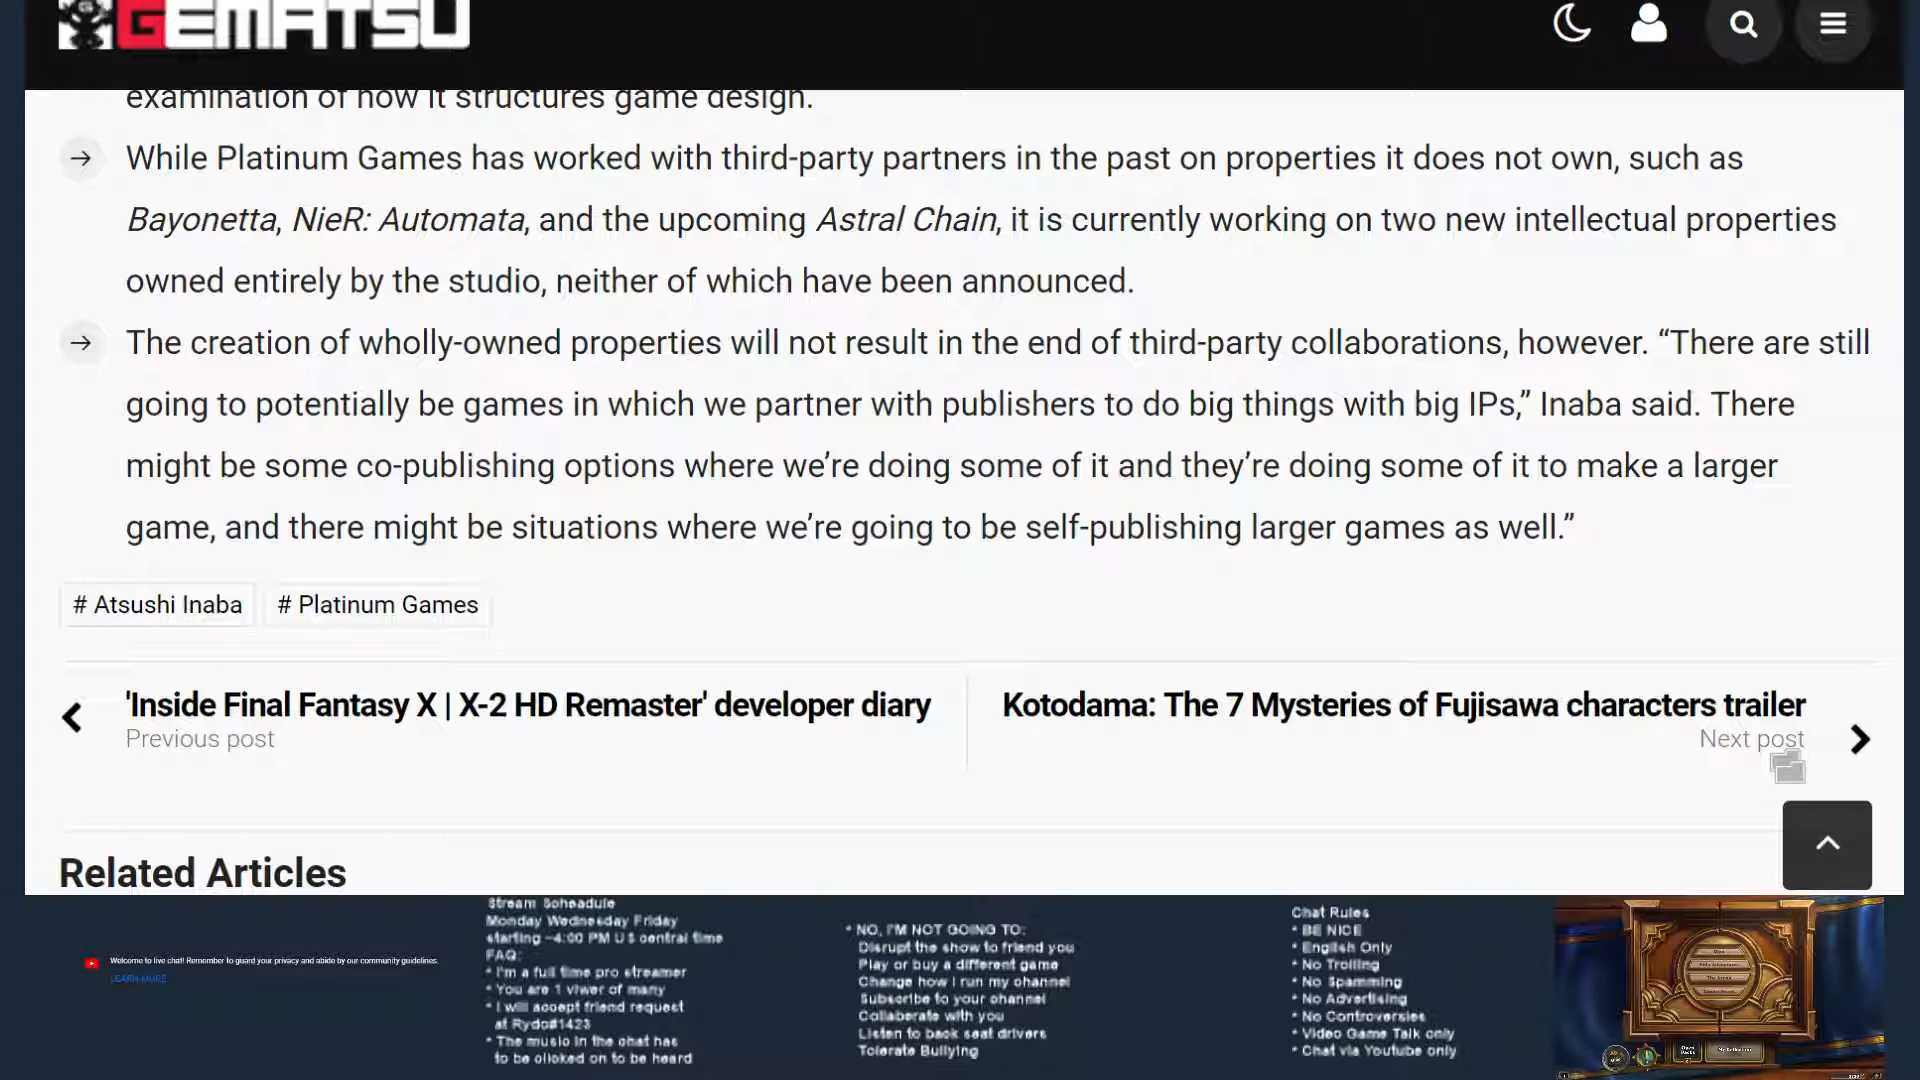 GEMATSU
examination of how it structures game design.
While Platinum Games has worked with third-party partners in the past on properties it does not own, such as
Bayonetta, NieR: Automata, and the upcoming Astral Chain, it is currently working on two new intellectual properties
owned entirely by the studio, neither of which have been announced.
The creation of wholly-owned properties will not result in the end of third-party collaborations, however. “There are still
going to potentially be games in which we partner with publishers to do big things with big IPs,” Inaba said. There
might be some co-publishing options where we’re doing some of it and they’re doing some of it to make a larger
game, and there might be situations where we’re going to be self-publishing larger games as well.”
# Atsushi Inaba # Platinum Games
'Inside Final Fantasy X | X-2 HD Remaster' developer diary
Previous post
Kotodama: The 7 Mysteries of Fujisawa characters trailer
Next post
Related Articles
Welcome to live chat! Remember to guard your privacy and abide by our community guidelines.
LEARN MORE
Stream Scheadule
Monday Wednesday Friday
starting ~4:00 PM US central time
FAQ:
* I'm a full time pro streamer
* You are 1 viwer of many
* I will accept friend request
at Rydo#1423
* The music in the chat has
to be clicked on to be heard
* NO, I'M NOT GOING TO:
Disrupt the show to friend you
Play or buy a different game
Change how I run my channel
Subscribe to your channel
Collaberate with you
Listen to back seat drivers
Tolerate Bullying
Chat Rules
* BE NICE
* English Only
* No Trolling
* No Spamming
* No Advertising
* No Controversies
* Video Game Talk only
* Chat via Youtube only
Open
Packs
My Collection